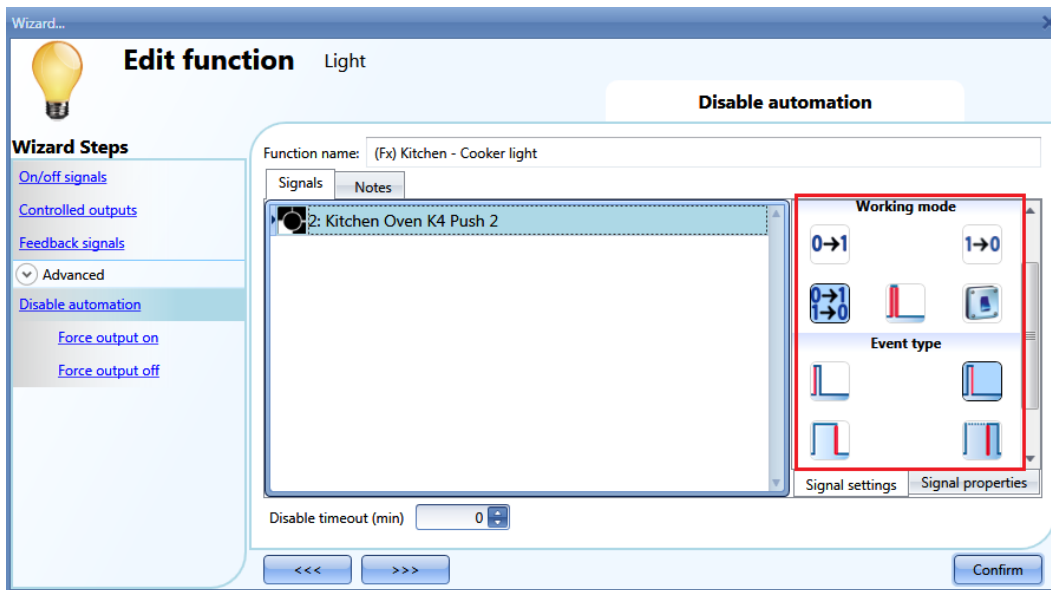 Wizard...
Edit function Light
Disable automation
Wizard Steps
On/off signals
Controlled outputs
Feedback signals
Advanced
Disable automation
Force output on
Force output off
Function name: (Fx) Kitchen - Cooker light
Signals Notes
2: Kitchen Oven K4 Push 2
Working mode
0→1 1→0
0→1
1→0
Event type
Signal settings Signal properties
Disable timeout (min) 0
<<< >>> Confirm